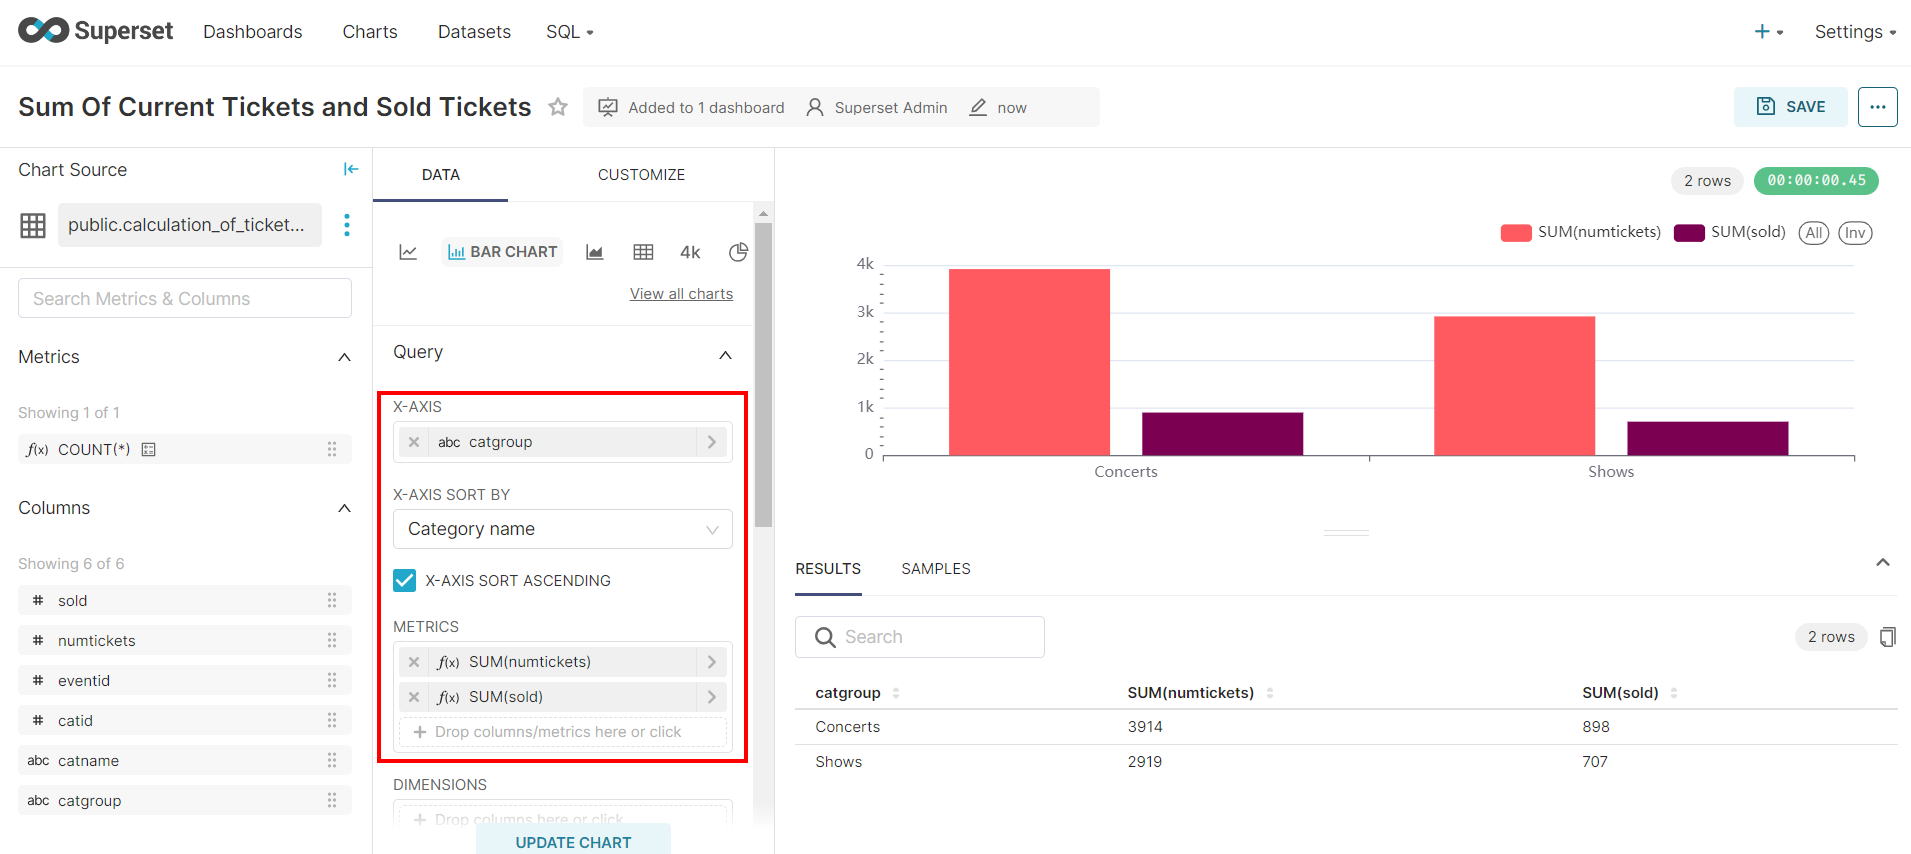 Superset Dashboards Charts Datasets SQL + Settings
Sum Of Current Tickets and Sold Tickets Added to 1 dashboard Superset Admin now SAVE ...
Chart Source
public.calculation_of_ticket...
Search Metrics & Columns
Metrics
Showing 1 of 1
f(x) COUNT(*)
Columns
Showing 6 of 6
# sold
# numtickets
# eventid
# catid
abc catname
abc catgroup
DATA CUSTOMIZE
BAR CHART 4k
View all charts
Query
X-AXIS
abc catgroup
X-AXIS SORT BY
Category name
X-AXIS SORT ASCENDING
METRICS
f(x) SUM(numtickets)
f(x) SUM(sold)
+ Drop columns/metrics here or click
DIMENSIONS
+ Drop columns here or click
UPDATE CHART
2 rows 00:00:00.45
SUM(numtickets) SUM(sold) All Inv
4k
3k
2k
1k
0
Concerts Shows
RESULTS SAMPLES
Search 2 rows
catgroup SUM(numtickets) SUM(sold)
Concerts 3914 898
Shows 2919 707